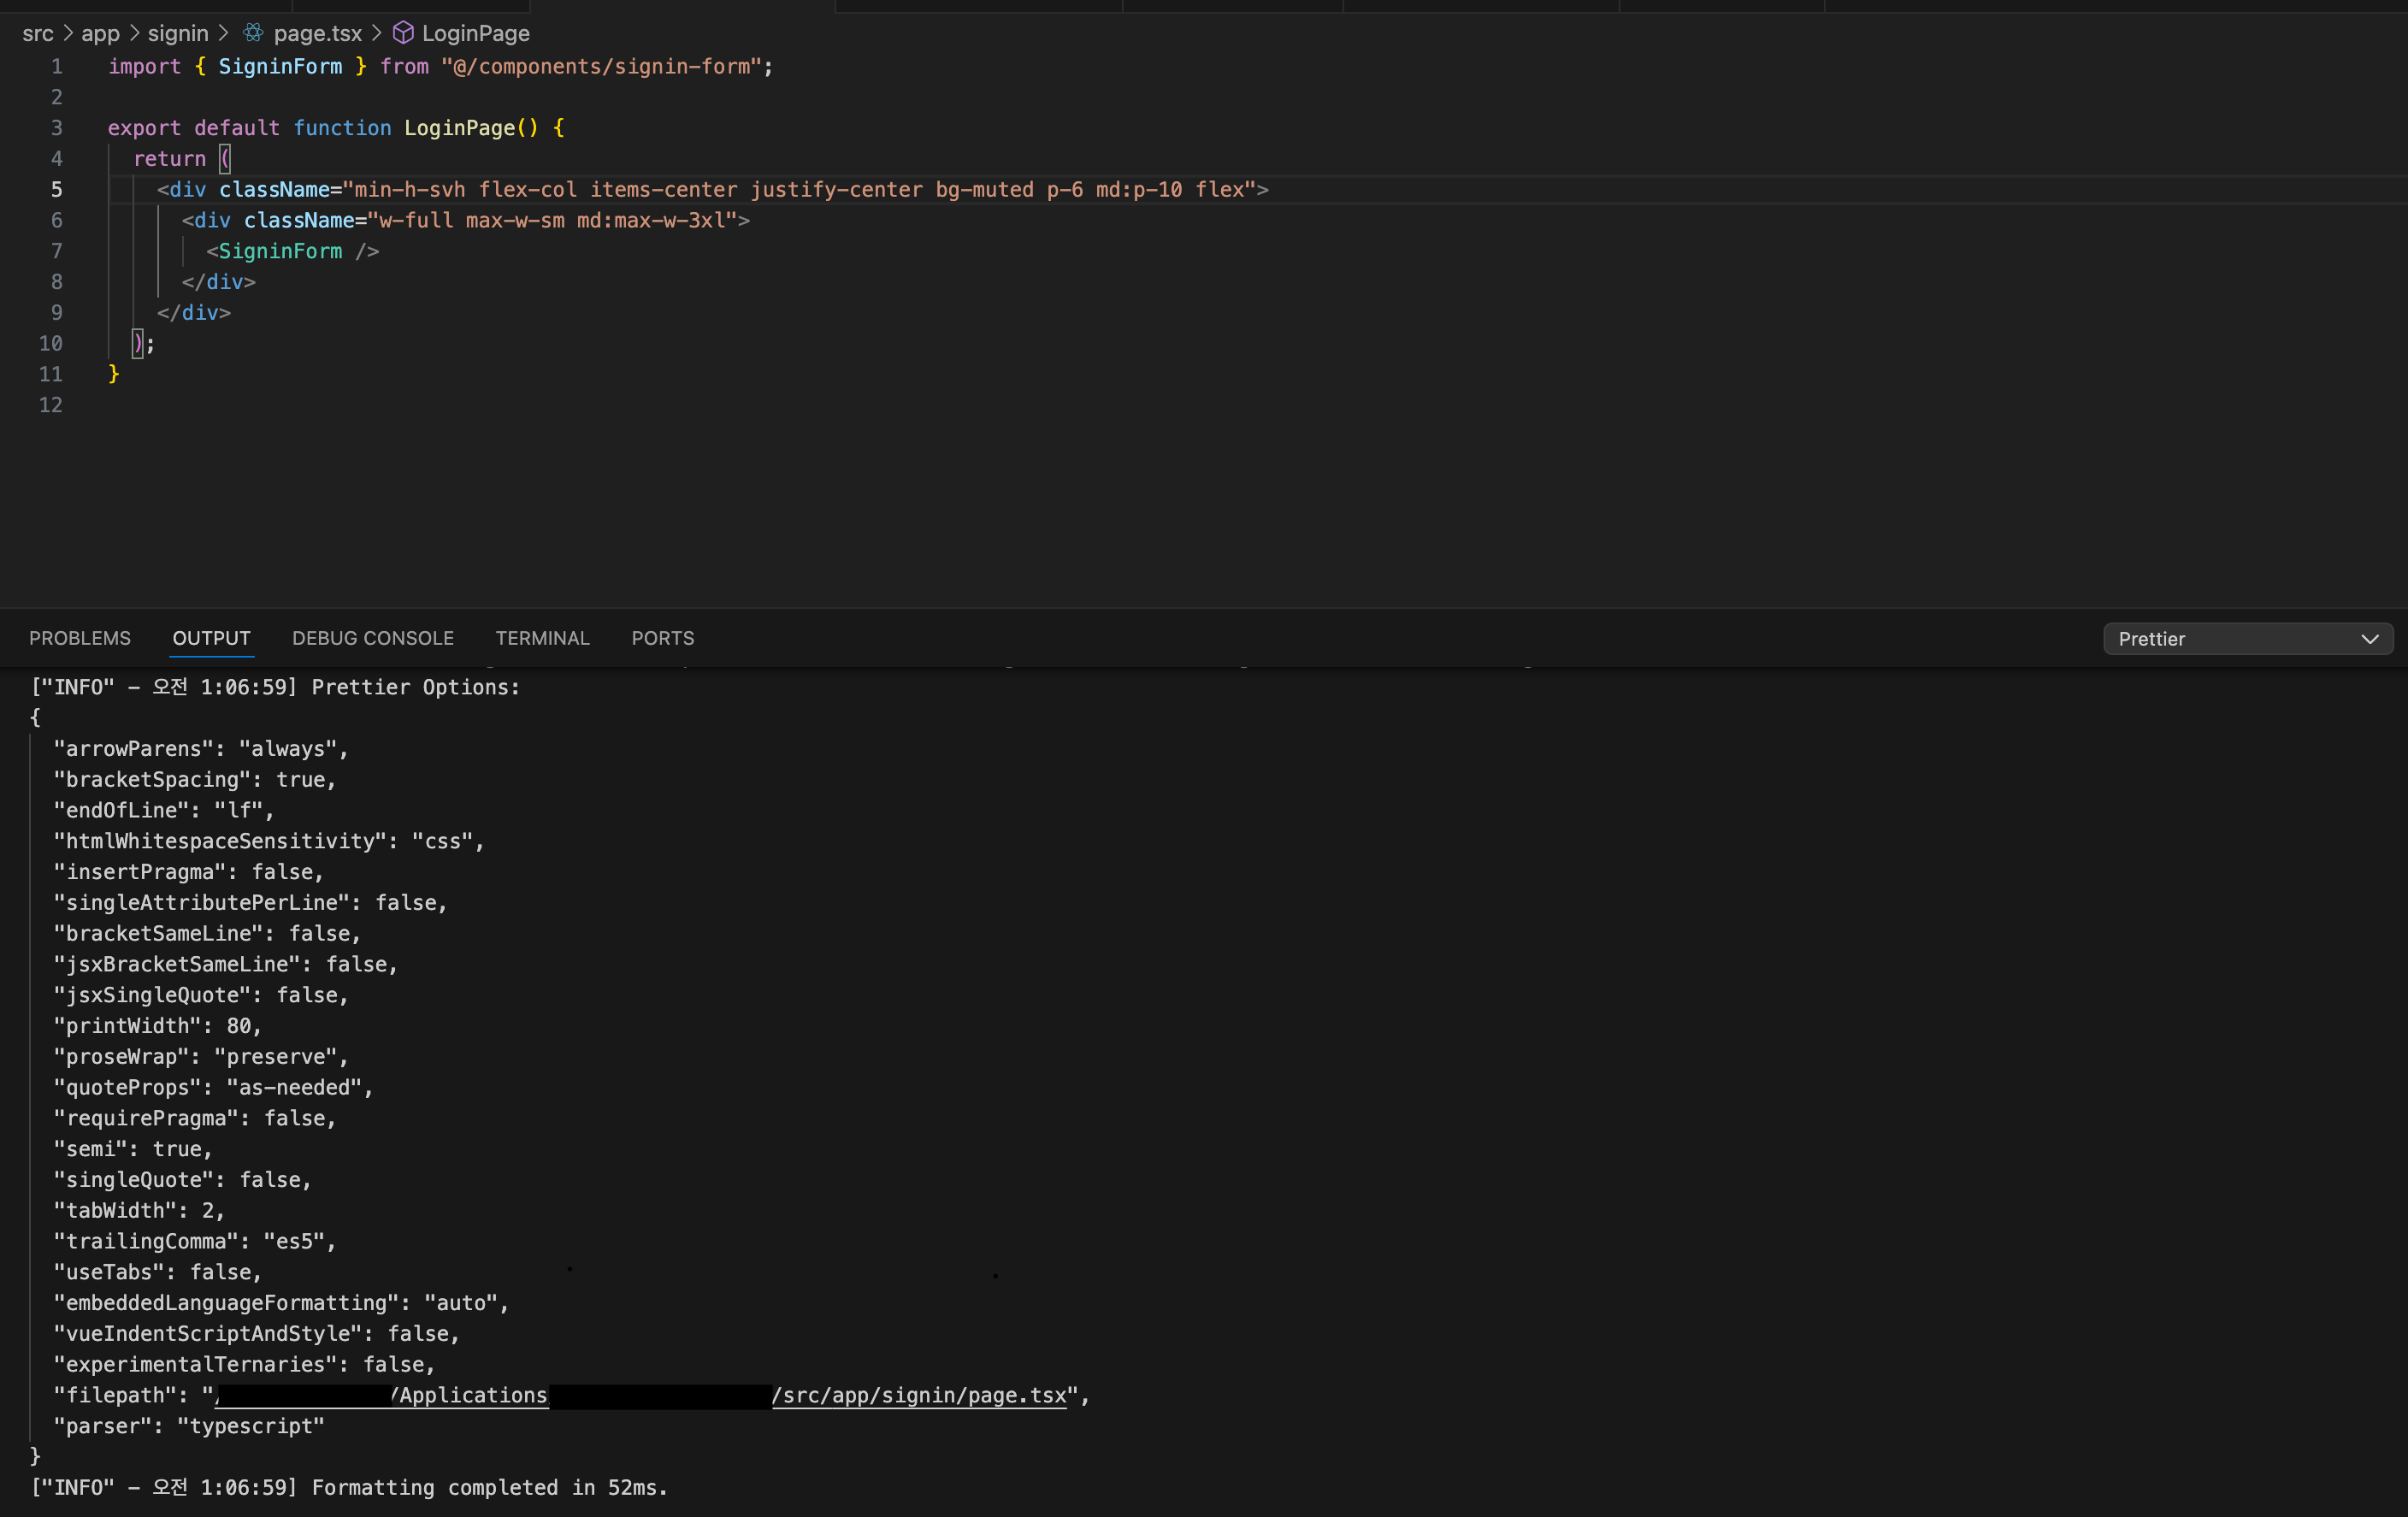 src > app > signin > page.tsx > LoginPage
1 import { SigninForm } from "@/components/signin-form";
2
3 export default function LoginPage() {
4 return (
5 <div className="min-h-svh flex-col items-center justify-center bg-muted p-6 md:p-10 flex">
6 <div className="w-full max-w-sm md:max-w-3xl">
7 <SigninForm />
8 </div>
9 </div>
10 );
11 }
12
PROBLEMS OUTPUT DEBUG CONSOLE TERMINAL PORTS Prettier
["INFO" - 오전 1:06:59] Prettier Options:
{
"arrowParens": "always",
"bracketSpacing": true,
"endOfLine": "lf",
"htmlWhitespaceSensitivity": "css",
"insertPragma": false,
"singleAttributePerLine": false,
"bracketSameLine": false,
"jsxBracketSameLine": false,
"jsxSingleQuote": false,
"printWidth": 80,
"proseWrap": "preserve",
"quoteProps": "as-needed",
"requirePragma": false,
"semi": true,
"singleQuote": false,
"tabWidth": 2,
"trailingComma": "es5",
"useTabs": false,
"embeddedLanguageFormatting": "auto",
"vueIndentScriptAndStyle": false,
"experimentalTernaries": false,
"filepath": "/ /Applications /src/app/signin/page.tsx",
"parser": "typescript"
}
["INFO" - 오전 1:06:59] Formatting completed in 52ms.